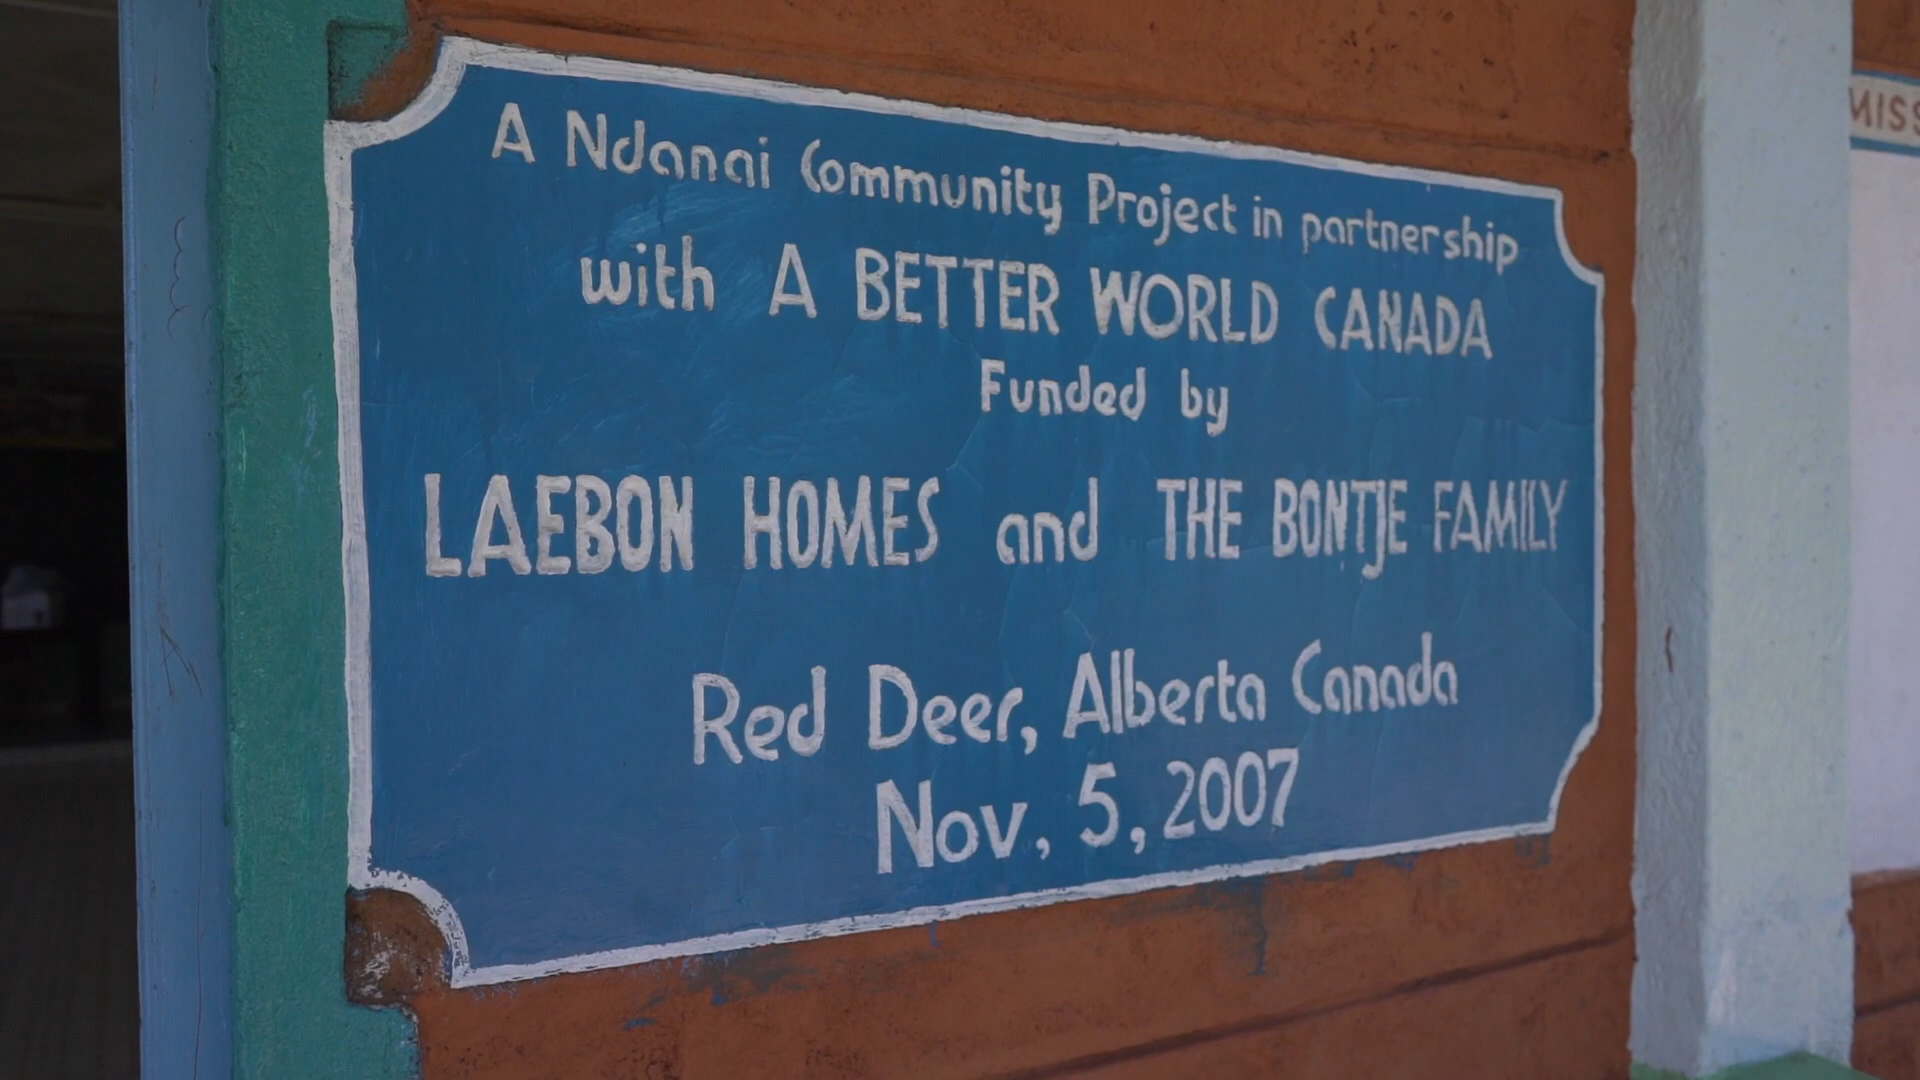 A Ndanai Community Project in partnership
with A BETTER WORLD CANADA
Funded by
LAEBON HOMES and THE BONTJE FAMILY
Red Deer, Alberta Canada
Nov, 5, 2007
MISS